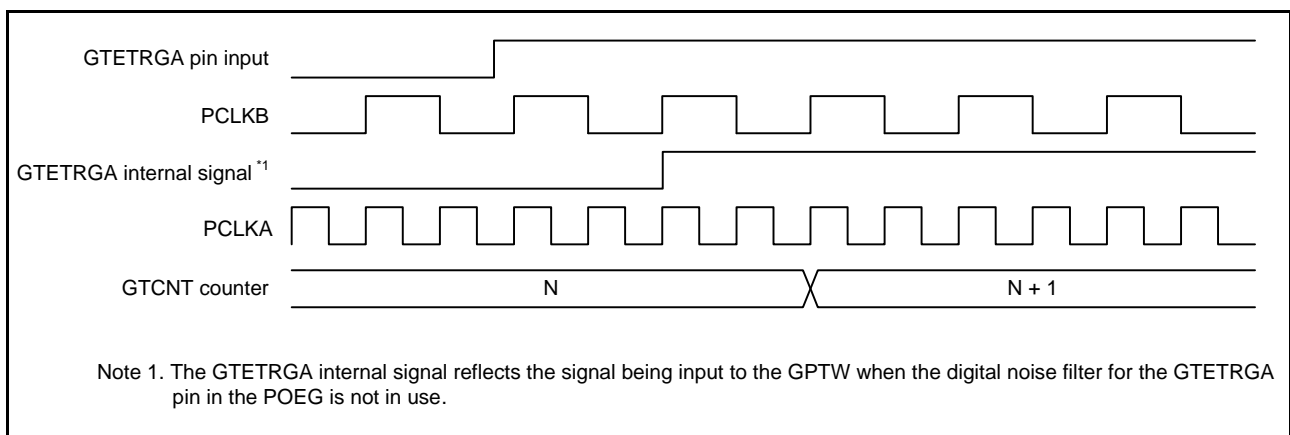 GTETRGA pin input
PCLKB
GTETRGA internal signal *1
PCLKA
GTCNT counter
N
N + 1
Note 1. The GTETRGA internal signal reflects the signal being input to the GPTW when the digital noise filter for the GTETRGA
pin in the POEG is not in use.